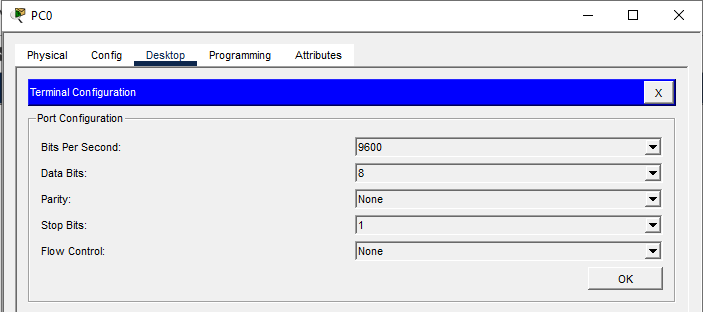 PC0
Physical Config Desktop Programming Attributes
Terminal Configuration X
Port Configuration
Bits Per Second: 9600
Data Bits: 8
Parity: None
Stop Bits: 1
Flow Control: None
OK